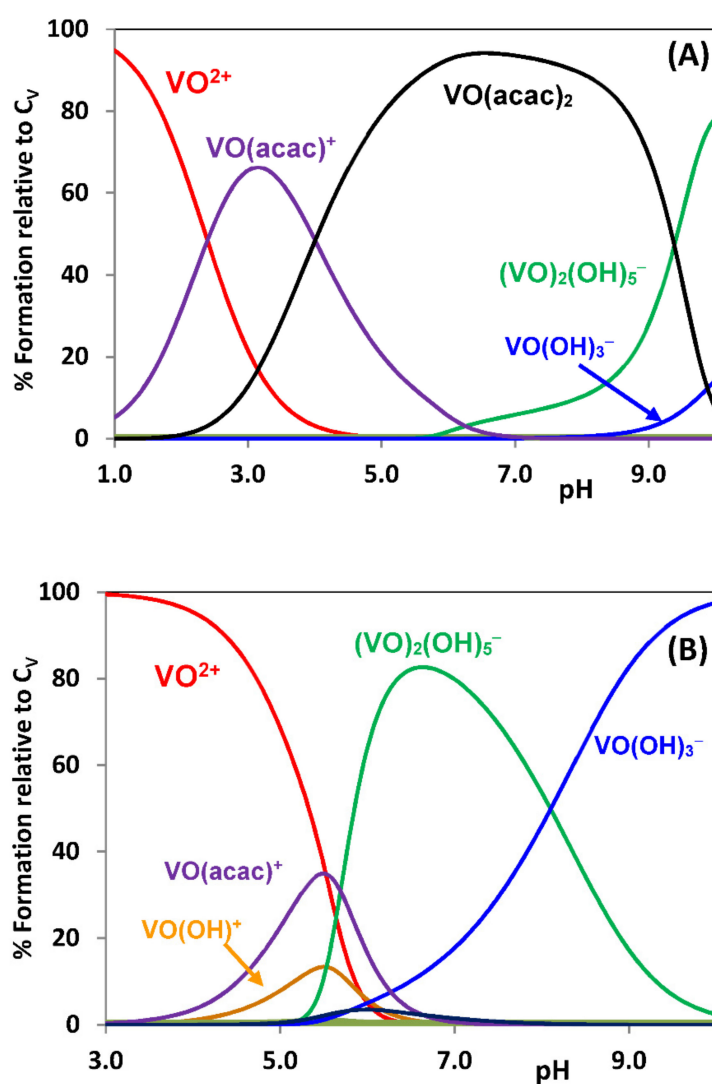 100
(A)
VO²⁺
VO(acac)₂
80
VO(acac)⁺
60
% Formation relative to Cᵥ
40
(VO)₂(OH)₅⁻
VO(OH)₃⁻
20
0
1.0 3.0 5.0 7.0 pH 9.0
100
(VO)₂(OH)₅⁻
(B)
VO²⁺
80
VO(OH)₃⁻
60
% Formation relative to Cᵥ
40
VO(acac)⁺
VO(OH)⁺
20
0
3.0 5.0 7.0 pH 9.0